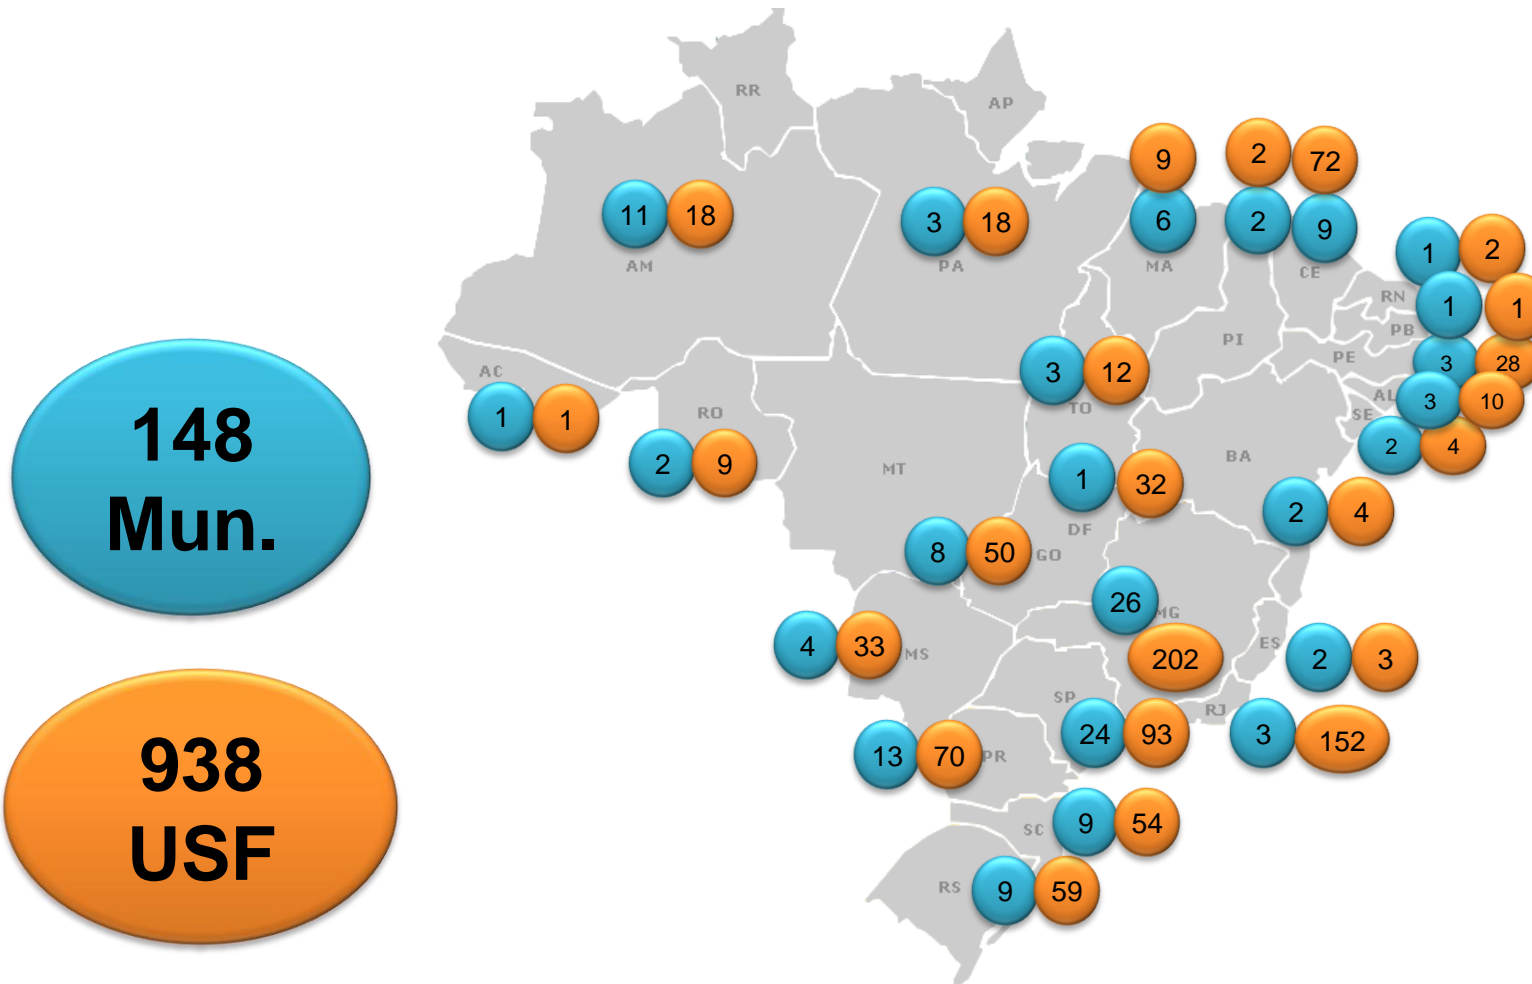 RR
AP
9
2
72
11
18
3
18
6
2
9
1
2
AM
PA
MA
CE
RN
1
1
PB
PI
PE
3
28
148
Mun.
AC
3
12
TO
AL
3
10
SE
1
1
RO
2
9
MT
1
32
BA
2
4
DF
2
4
8
50
GO
26
MG
202
4
33
MS
ES
2
3
SP
RJ
24
93
3
152
938
USF
13
70
PR
SC
9
54
RS
9
59